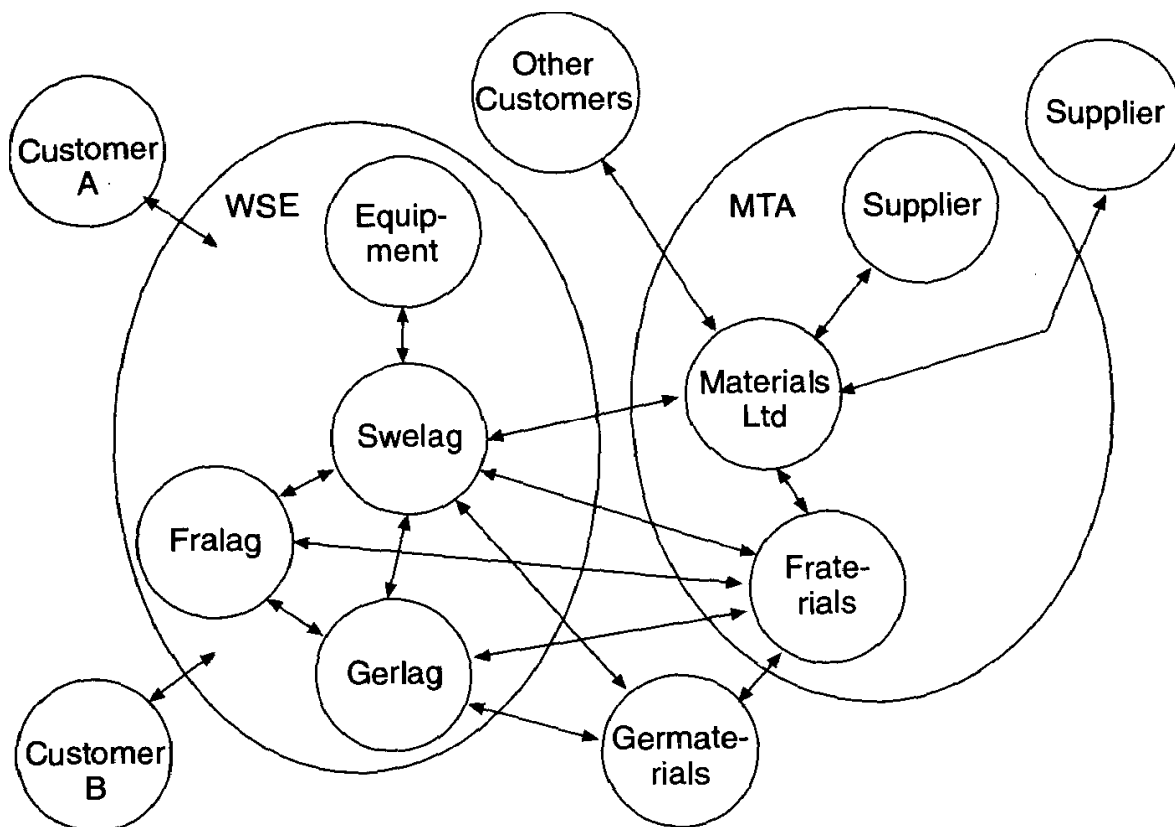 Other
Customers
Supplier
Customer
A
WSE
Equip-
ment
MTA
Supplier
Materials
Ltd
Swelag
Fralag
Frate-
rials
Gerlag
Germate-
rials
Customer
B